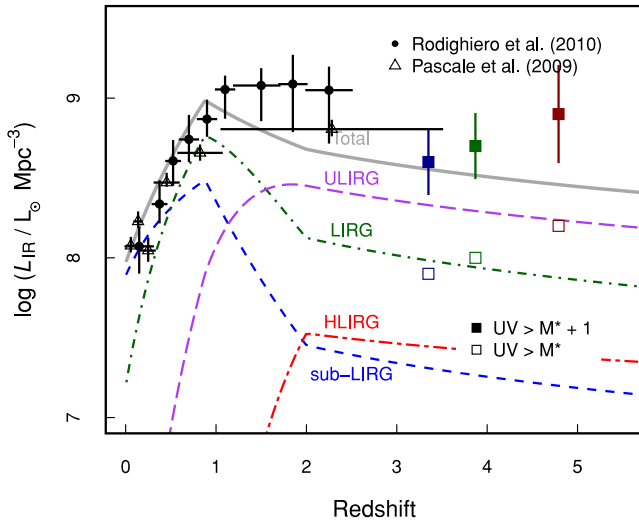 Rodighiero et al. (2010)
Pascale et al. (2009)
9
Total
ULIRG
LIRG
8
HLIRG
UV > M* + 1
UV > M*
sub−LIRG
7
0 1 2 3 4 5
Redshift
log (L_IR / L⊙ Mpc⁻³)